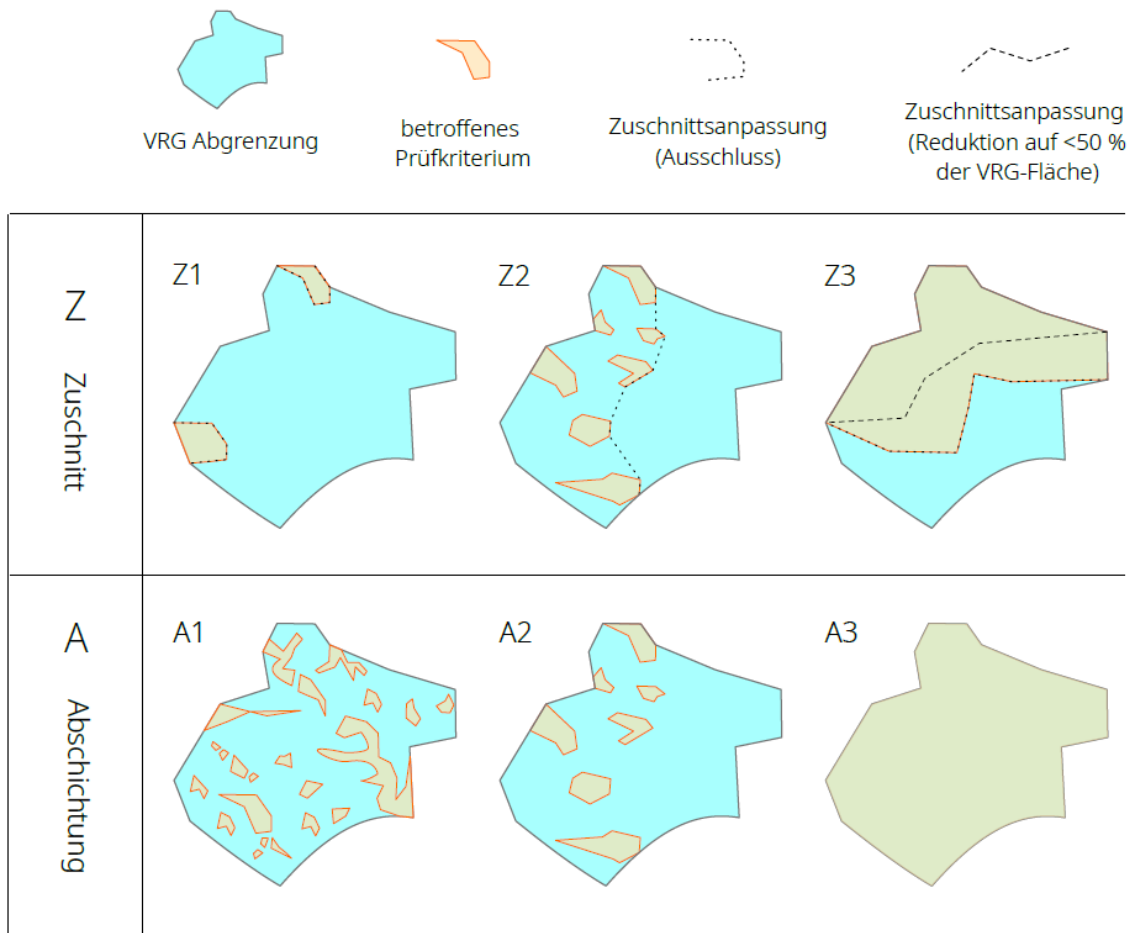 VRG Abgrenzung
betroffenes
Prüfkriterium
Zuschnittsanpassung
(Ausschluss)
Zuschnittsanpassung
(Reduktion auf <50 %
der VRG-Fläche)
Z
Zuschnitt
Z1
Z2
Z3
A
Abschichtung
A1
A2
A3